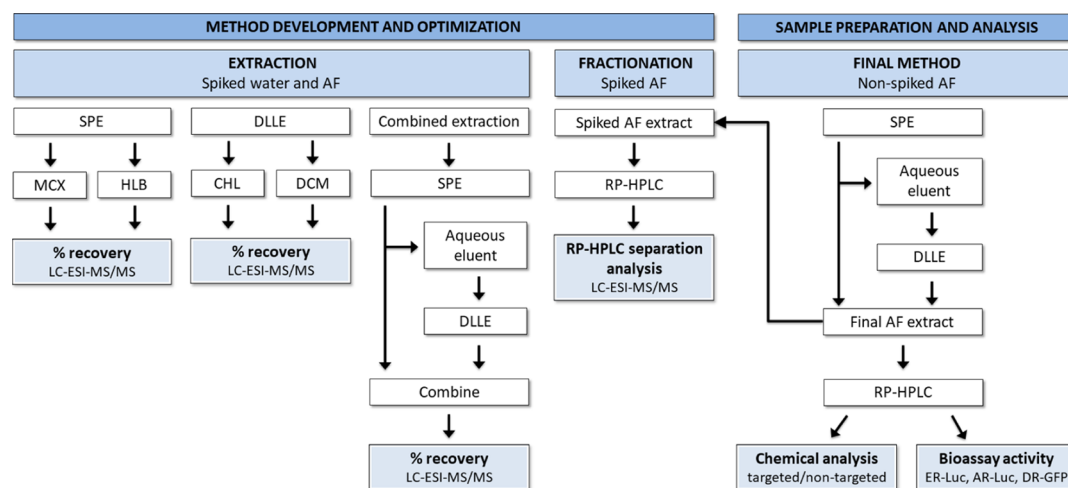 METHOD DEVELOPMENT AND OPTIMIZATION
SAMPLE PREPARATION AND ANALYSIS
EXTRACTION
Spiked water and AF
FRACTIONATION
Spiked AF
FINAL METHOD
Non-spiked AF
SPE
DLLE
Combined extraction
Spiked AF extract
SPE
MCX
HLB
CHL
DCM
SPE
RP-HPLC
Aqueous
eluent
% recovery
LC-ESI-MS/MS
% recovery
LC-ESI-MS/MS
Aqueous
eluent
RP-HPLC separation
analysis
LC-ESI-MS/MS
DLLE
DLLE
Final AF extract
Combine
RP-HPLC
% recovery
LC-ESI-MS/MS
Chemical analysis
targeted/non-targeted
Bioassay activity
ER-Luc, AR-Luc, DR-GFP